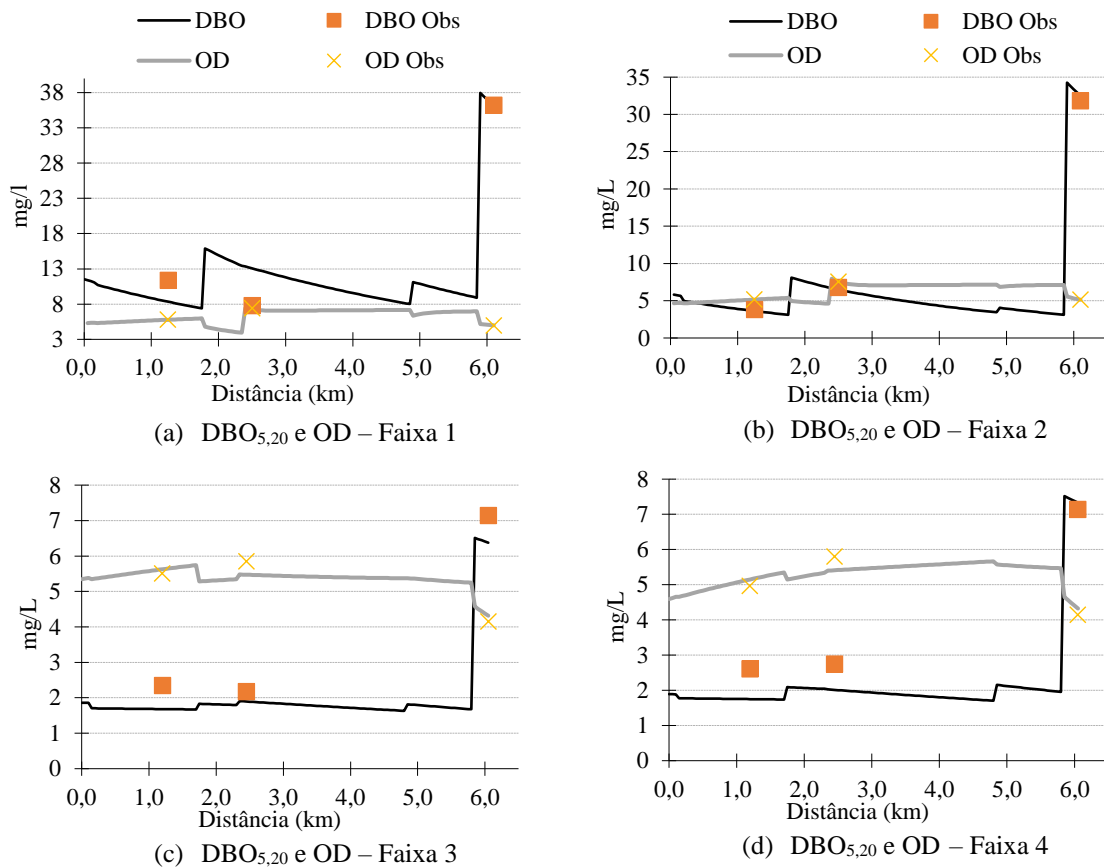 DBO
DBO Obs
OD
OD Obs
38
33
28
23
18
13
8
3
mg/l
0,0 1,0 2,0 3,0 4,0 5,0 6,0
Distância (km)
(a) DBO5,20 e OD – Faixa 1
DBO
DBO Obs
OD
OD Obs
35
30
25
20
15
10
5
0
mg/L
0,0 1,0 2,0 3,0 4,0 5,0 6,0
Distância (km)
(b) DBO5,20 e OD – Faixa 2
8
7
6
5
4
3
2
1
0
mg/L
0,0 1,0 2,0 3,0 4,0 5,0 6,0
Distância (km)
(c) DBO5,20 e OD – Faixa 3
8
7
6
5
4
3
2
1
0
mg/L
0,0 1,0 2,0 3,0 4,0 5,0 6,0
Distância (km)
(d) DBO5,20 e OD – Faixa 4